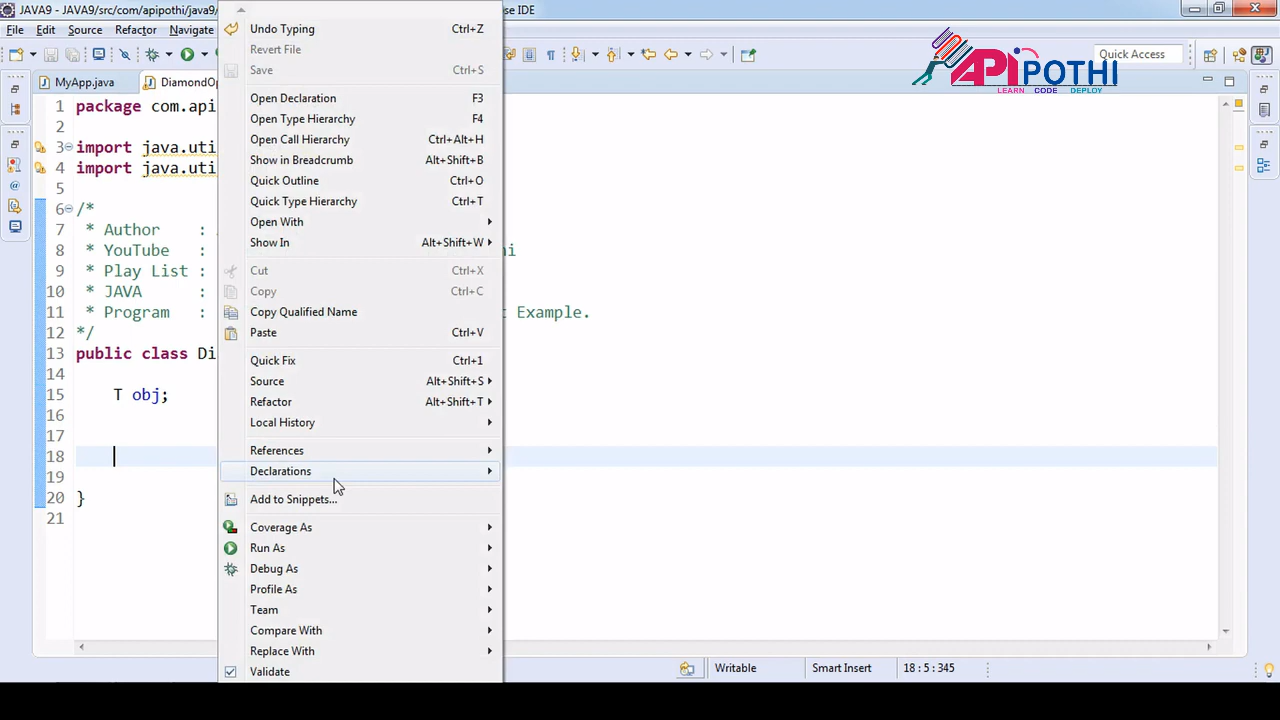 JAVA9 - JAVA9/src/com/apipothi/java9/
se IDE
File Edit Source Refactor Navigate
Quick Access
APIPOTHI
LEARN CODE DEPLOY
MyApp.java
DiamondOp
Undo Typing Ctrl+Z
Revert File
Save Ctrl+S
Open Declaration F3
Open Type Hierarchy F4
Open Call Hierarchy Ctrl+Alt+H
Show in Breadcrumb Alt+Shift+B
Quick Outline Ctrl+O
Quick Type Hierarchy Ctrl+T
Open With
Show In Alt+Shift+W
Cut Ctrl+X
Copy Ctrl+C
Copy Qualified Name
Paste Ctrl+V
Quick Fix Ctrl+1
Source Alt+Shift+S
Refactor Alt+Shift+T
Local History
References
Declarations
Add to Snippets...
Coverage As
Run As
Debug As
Profile As
Team
Compare With
Replace With
Validate
1 package com.api
2
3 import java.uti
4 import java.uti
5
6 /*
7 * Author :
8 * YouTube : hi
9 * Play List :
10 * JAVA :
11 * Program : t Example.
12 */
13 public class Di
14
15 T obj;
16
17
18
19
20 }
21
Writable Smart Insert 18 : 5 : 345